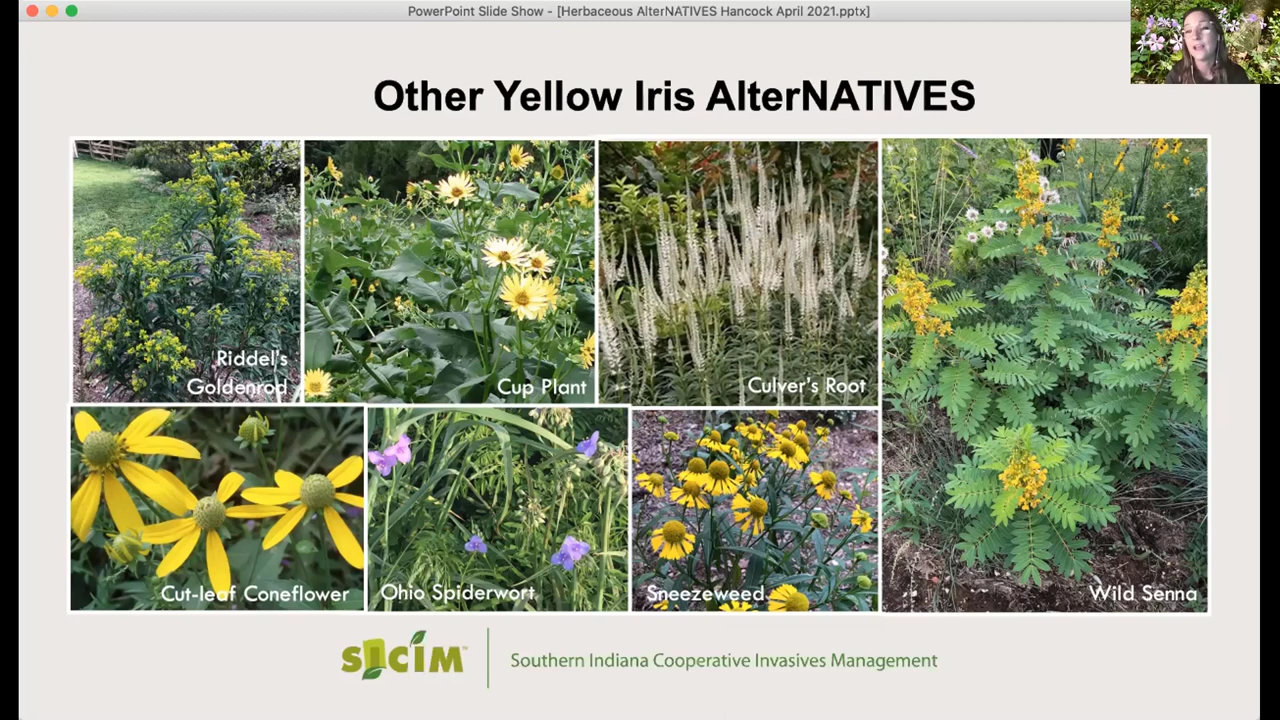 PowerPoint Slide Show - [Herbaceous AlterNATIVES Hancock April 2021.pptx]
Other Yellow Iris AlterNATIVES
Riddel's
Goldenrod
Cup Plant
Culver's Root
Cut-leaf Coneflower
Ohio Spiderwort
Sneezeweed
Wild Senna
SICIM™
Southern Indiana Cooperative Invasives Management